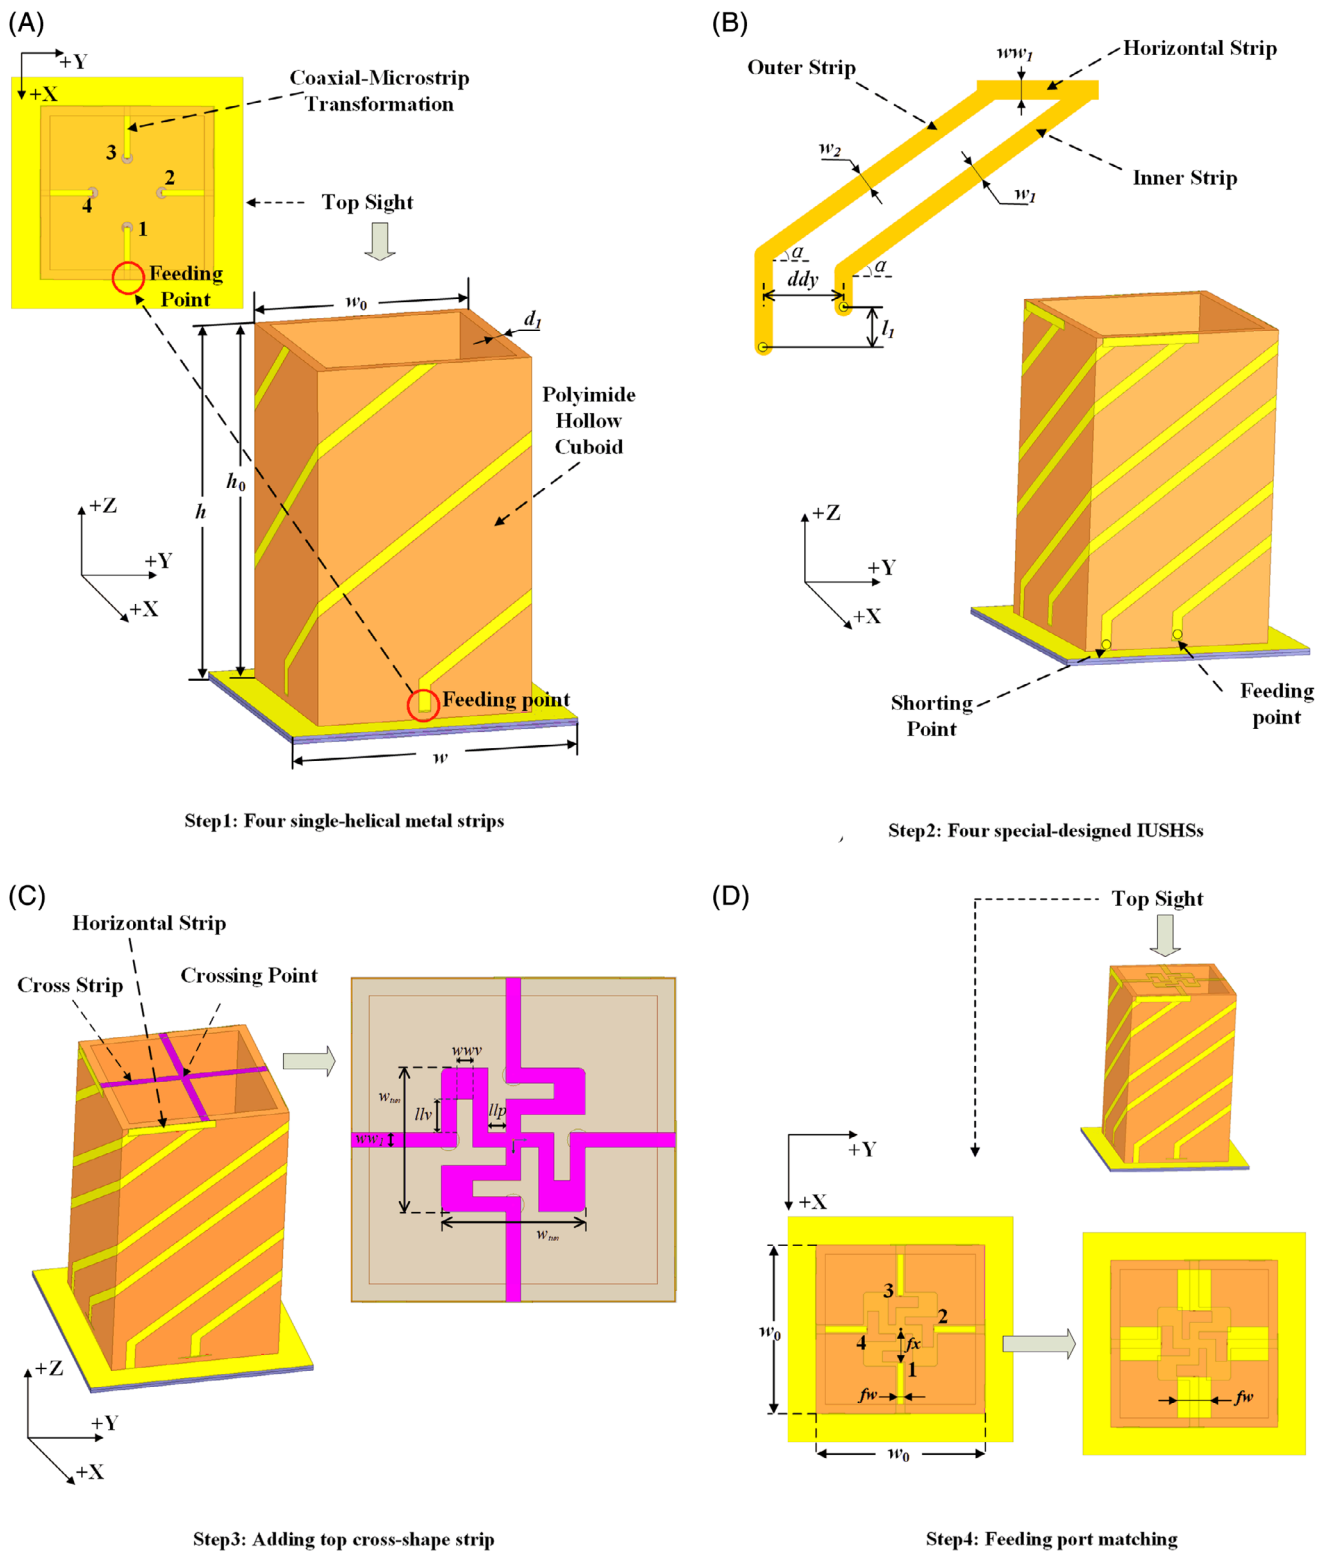 (A)
+Y
+X
Coaxial-Microstrip
Transformation
3
2
4
1
Top Sight
Feeding
Point
w0
d1
Polyimide
Hollow
Cuboid
h0
h
+Z
+Y
+X
Feeding point
w
Step1: Four single-helical metal strips
(B)
ww1
Horizontal Strip
Outer Strip
w2
w1
Inner Strip
a
a
ddy
l1
+Z
+Y
+X
Shorting
Point
Feeding
point
Step2: Four special-designed IUSHSs
(C)
Horizontal Strip
Cross Strip
Crossing Point
wwv
wtun
llv
llp
ww1
wtun
+Z
+Y
+X
Step3: Adding top cross-shape strip
(D)
Top Sight
+Y
+X
3
2
w0
4
fx
1
fw
fw
w0
Step4: Feeding port matching